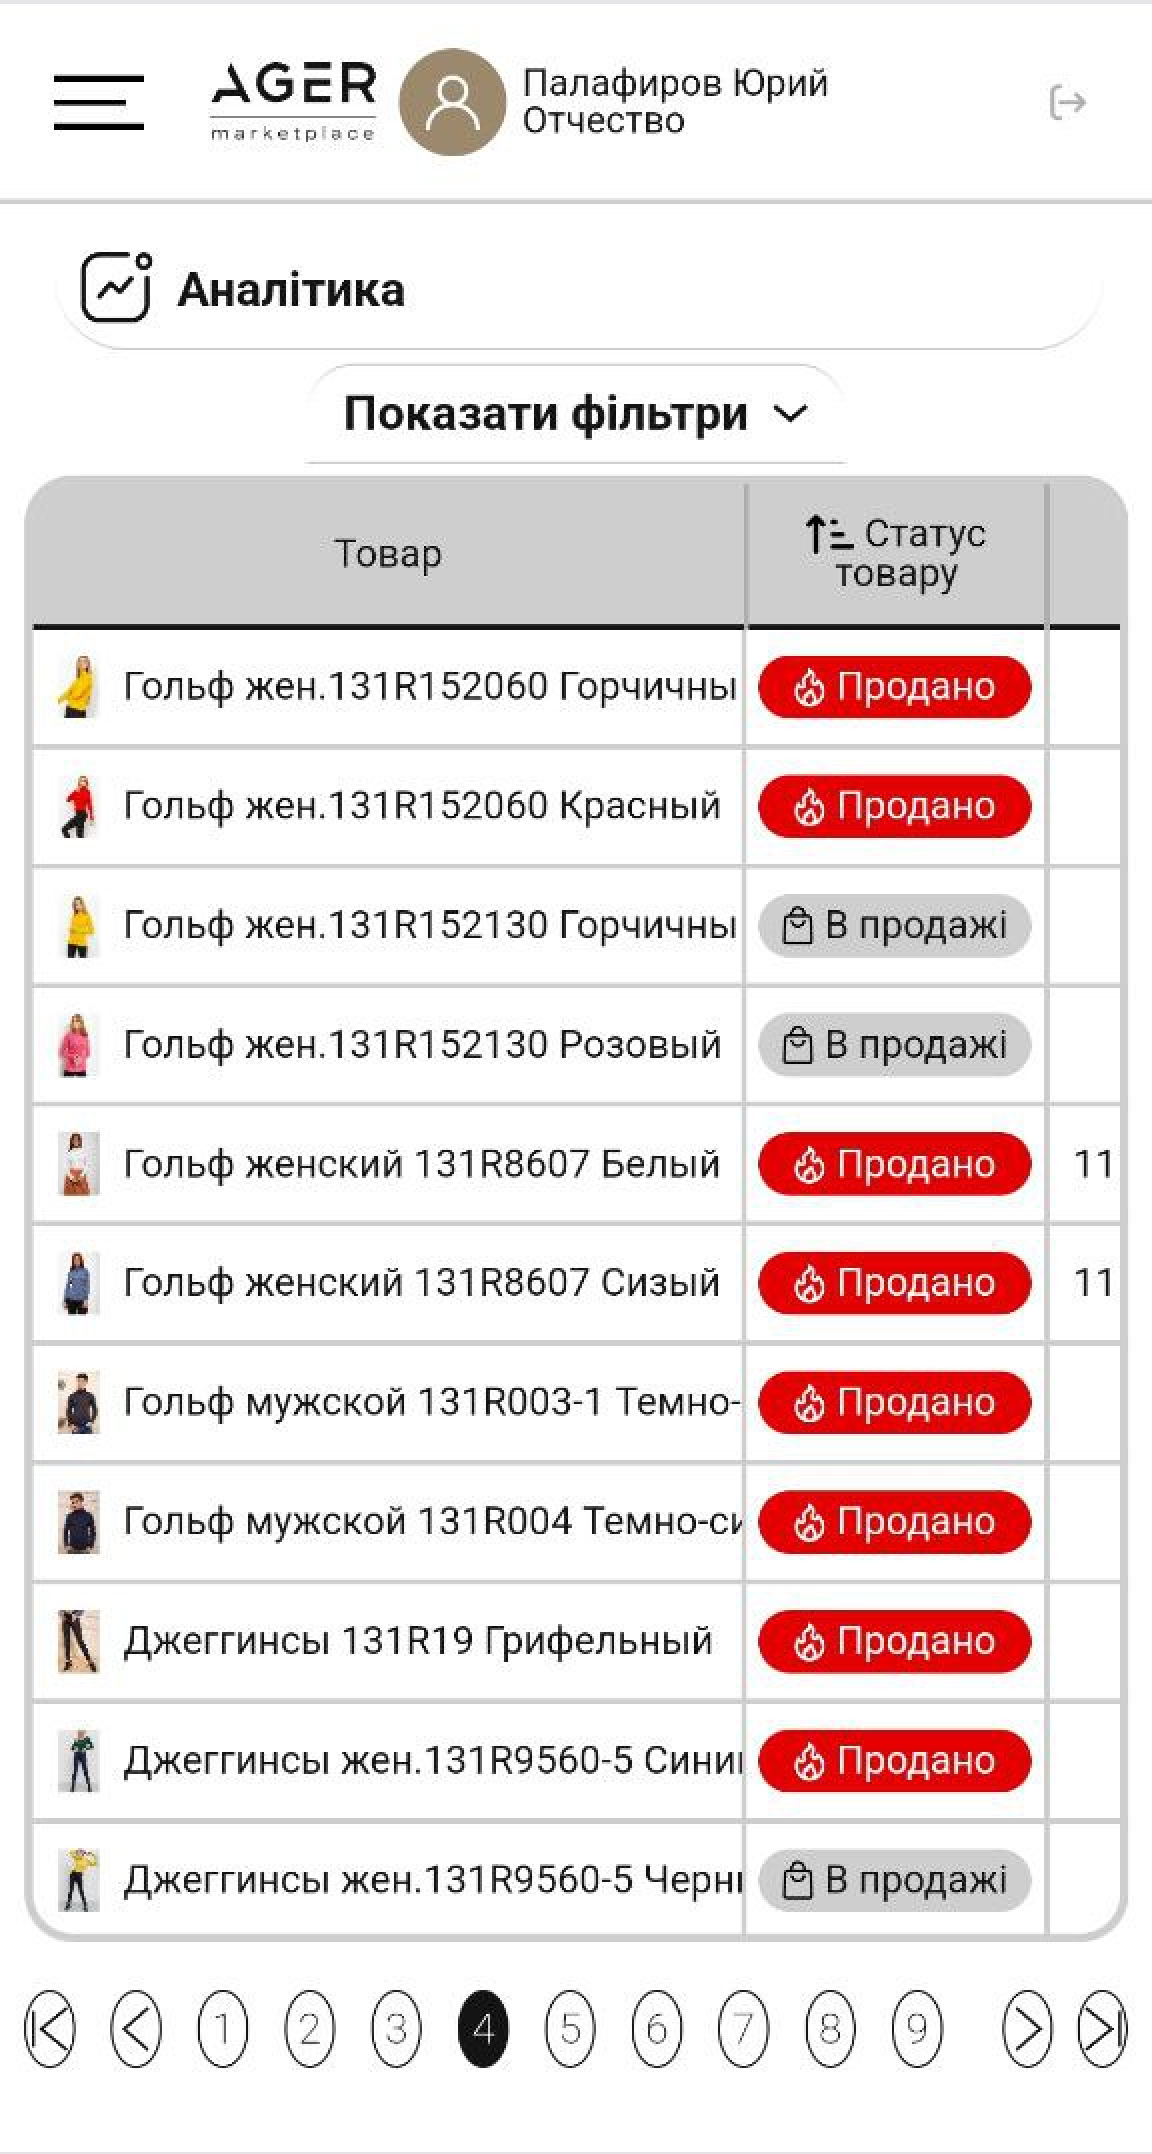 AGER
marketplace
Палафиров Юрий
Отчество
Аналітика
Показати фільтри
Товар
Статус
товару
Гольф жен.131R152060 Горчичны
Продано
Гольф жен.131R152060 Красный
Продано
Гольф жен.131R152130 Горчичны
В продажі
Гольф жен.131R152130 Розовый
В продажі
Гольф женский 131R8607 Белый
Продано
11
Гольф женский 131R8607 Сизый
Продано
11
Гольф мужской 131R003-1 Темно-
Продано
Гольф мужской 131R004 Темно-си
Продано
Джеггинсы 131R19 Грифельный
Продано
Джеггинсы жен.131R9560-5 Сини
Продано
Джеггинсы жен.131R9560-5 Черн
В продажі
1 2 3 4 5 6 7 8 9